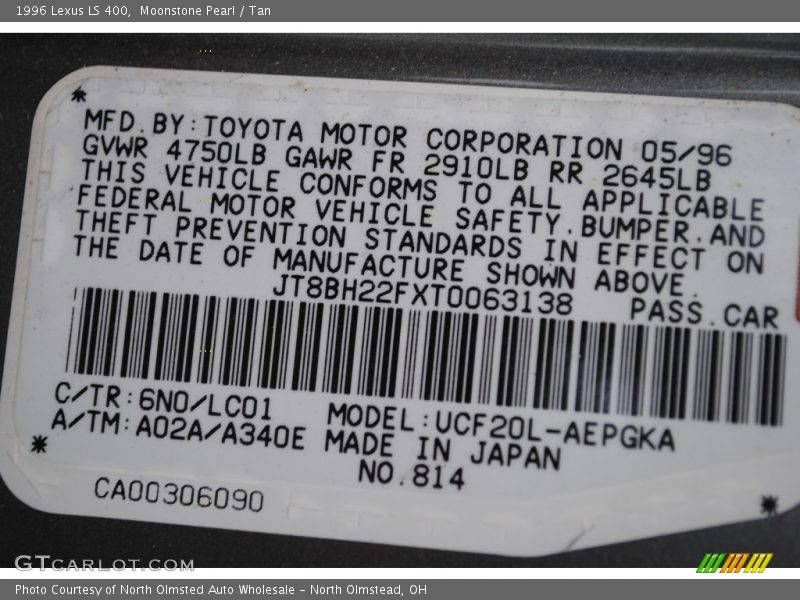 1996 Lexus LS 400,  Moonstone Pearl / Tan
MFD.BY:TOYOTA MOTOR CORPORATION 05/96
GVWR 4750LB GAWR FR 2910LB RR 2645LB
THIS VEHICLE CONFORMS TO ALL APPLICABLE
FEDERAL MOTOR VEHICLE SAFETY,BUMPER,AND
THEFT PREVENTION STANDARDS IN EFFECT ON
THE DATE OF MANUFACTURE SHOWN ABOVE.
JT8BH22FXT0063138 PASS.CAR
C/TR:6N0/LC01 MODEL:UCF20L-AEPGKA
A/TM:A02A/A340E MADE IN JAPAN
NO.814
CA00306090
GTCARLOT.COM
Photo Courtesy of North Olmsted Auto Wholesale - North Olmstead, OH